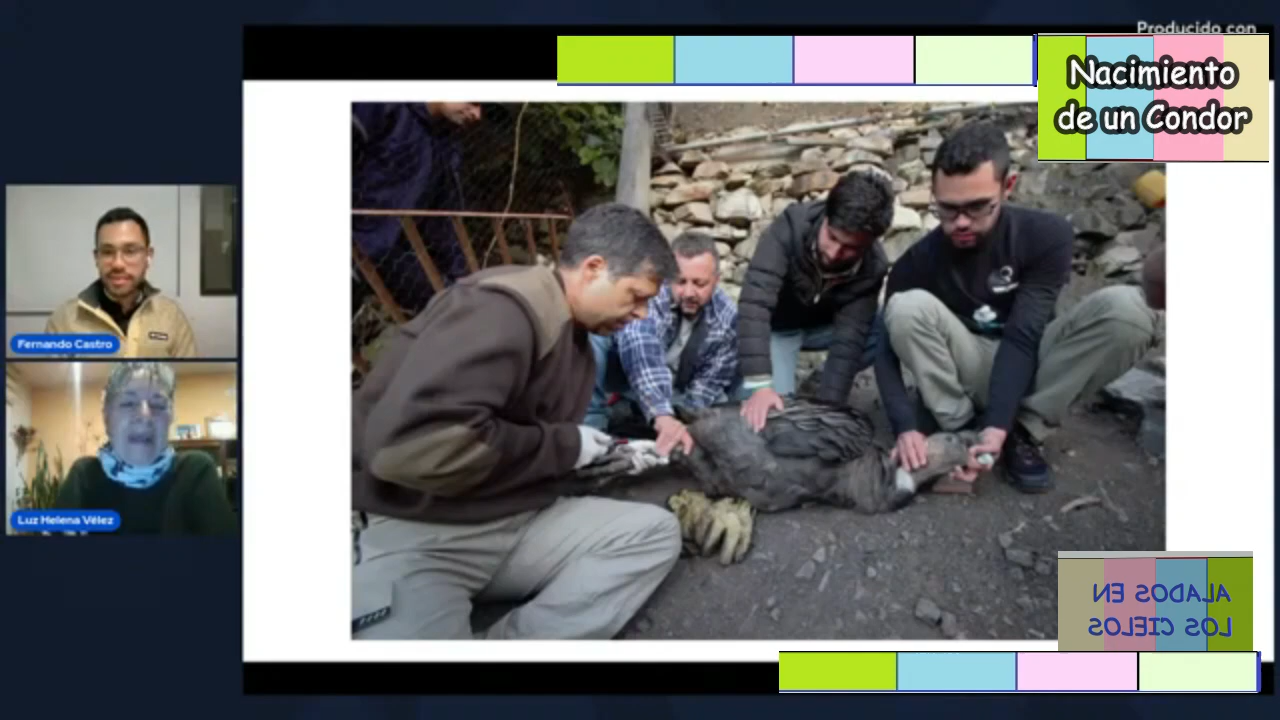 Producido con
Nacimiento
de un Condor
Fernando Castro
Luz Helena Vélez
ALADOS EN
LOS CIELOS